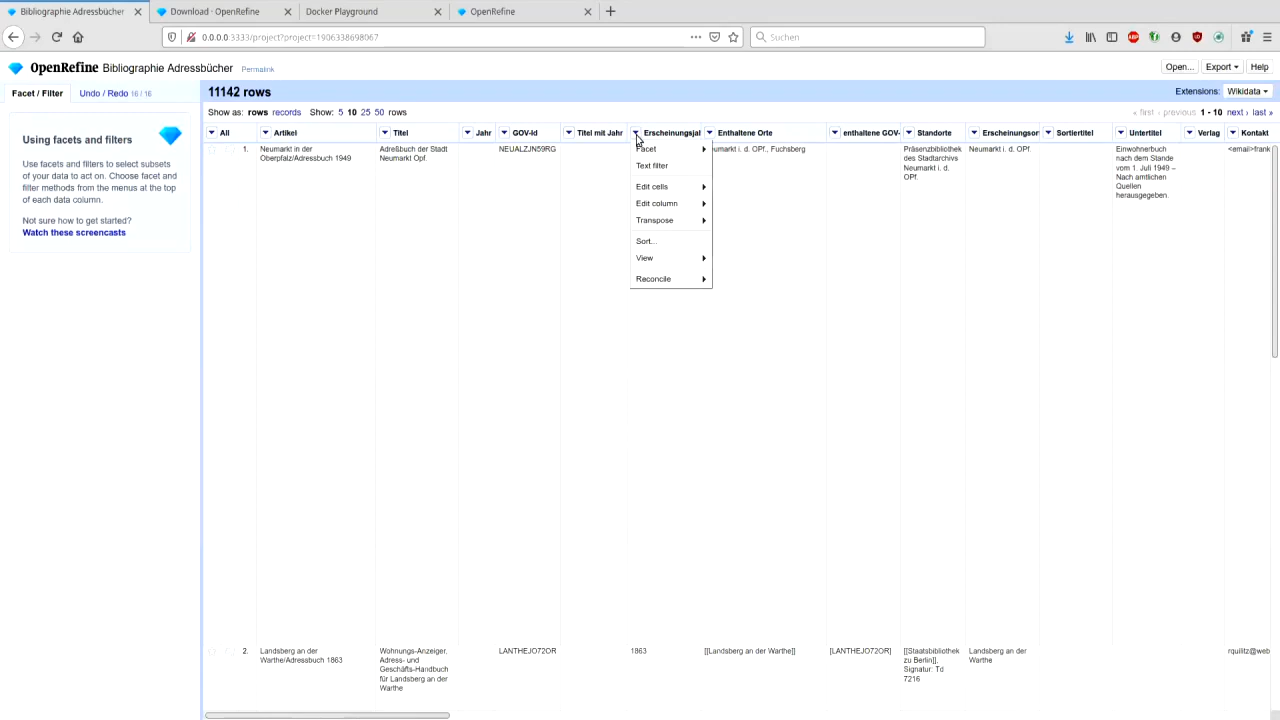 Bibliographie Adressbücher
Download - OpenRefine
Docker Playground
OpenRefine
0.0.0.0:3333/project?project=1906338698067
Suchen
OpenRefine Bibliographie Adressbücher Permalink
Open...
Export
Help
Facet / Filter
Undo / Redo 16 / 16
11142 rows
Extensions: Wikidata
Show as: rows records Show: 5 10 25 50 rows
« first ‹ previous 1 - 10 next › last »
Using facets and filters
Use facets and filters to select subsets
of your data to act on. Choose facet and
filter methods from the menus at the top
of each data column.
Not sure how to get started?
Watch these screencasts
All
Artikel
Titel
Jahr
GOV-Id
Titel mit Jahr
Erscheinungsjal
Enthaltene Orte
enthaltene GOV-
Standorte
Erscheinungsort
Sortiertitel
Untertitel
Verlag
Kontakt
1.
Neumarkt in der
Oberpfalz/Adressbuch 1949
Adreßbuch der Stadt
Neumarkt Opf.
NEUALZJN59RG
eumarkt i. d. OPf., Fuchsberg
Präsenzbibliothek
des Stadtarchivs
Neumarkt i. d.
OPf.
Neumarkt i. d. OPf.
Einwohnerbuch
nach dem Stande
vom 1. Juli 1949 –
Nach amtlichen
Quellen
herausgegeben.
<email>frank
Facet
Text filter
Edit cells
Edit column
Transpose
Sort...
View
Reconcile
2.
Landsberg an der
Warthe/Adressbuch 1863
Wohnungs-Anzeiger,
Adress- und
Geschäfts-Handbuch
für Landsberg an der
Warthe
LANTHEJO72OR
1863
[[Landsberg an der Warthe]]
[LANTHEJO72OR]
[[Staatsbibliothek
zu Berlin]],
Signatur: Td
7216
Landsberg an der
Warthe
rquilitz@web